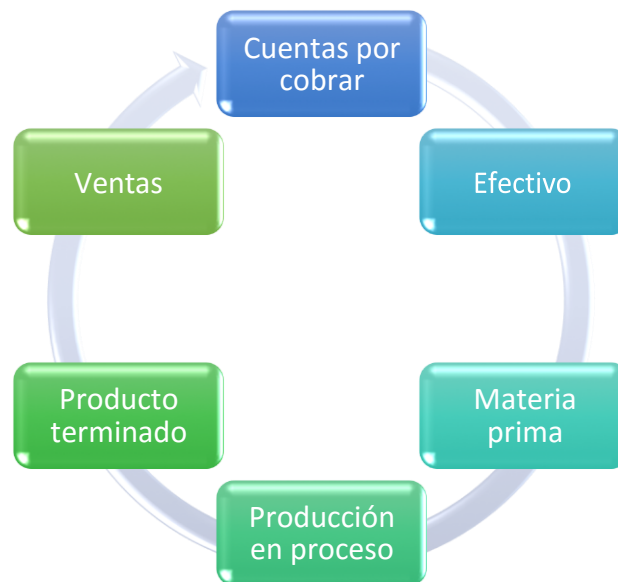 Cuentas por
cobrar
Efectivo
Materia
prima
Producción
en proceso
Producto
terminado
Ventas